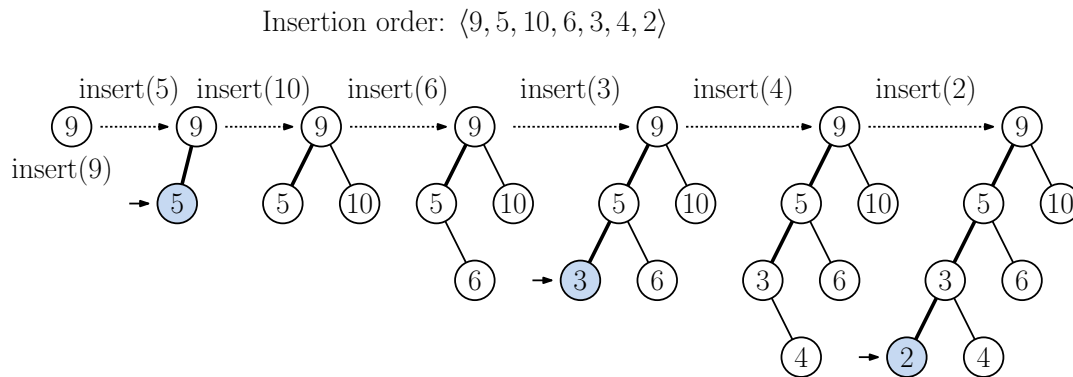 Insertion order: ⟨9, 5, 10, 6, 3, 4, 2⟩
insert(5) insert(10) insert(6) insert(3) insert(4) insert(2)
9 9 9 9 9 9 9
insert(9)
5 5 10 5 10 5 10 5 10 5 10
6 3 6 3 6 3 6
4 2 4